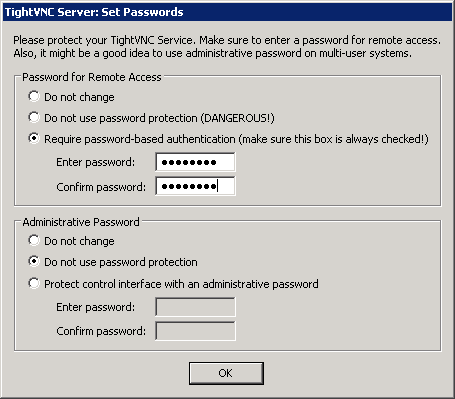 TightVNC Server: Set Passwords
Please protect your TightVNC Service. Make sure to enter a password for remote access.
Also, it might be a good idea to use administrative password on multi-user systems.
Password for Remote Access
Do not change
Do not use password protection (DANGEROUS!)
Require password-based authentication (make sure this box is always checked!)
Enter password: ●●●●●●●●
Confirm password: ●●●●●●●●
Administrative Password
Do not change
Do not use password protection
Protect control interface with an administrative password
Enter password:
Confirm password:
OK